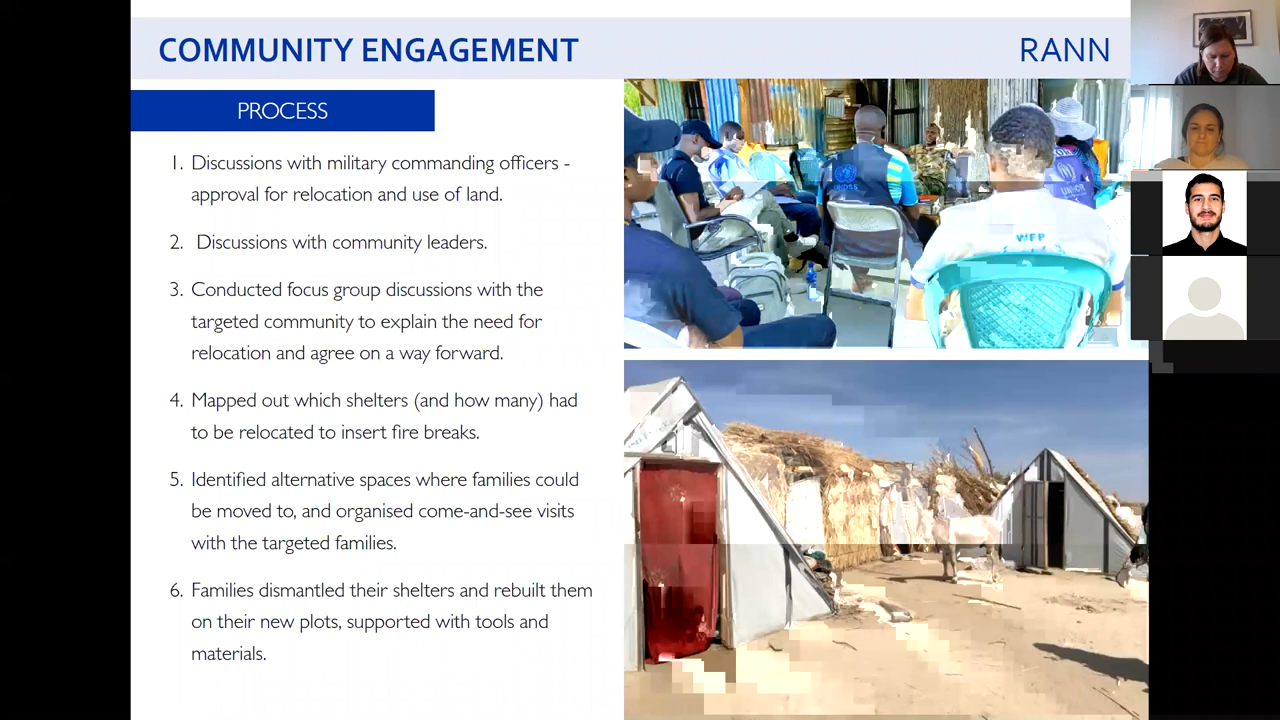 COMMUNITY ENGAGEMENT
RANN
PROCESS
1. Discussions with military commanding officers -
approval for relocation and use of land.
2. Discussions with community leaders.
3. Conducted focus group discussions with the
targeted community to explain the need for
relocation and agree on a way forward.
4. Mapped out which shelters (and how many) had
to be relocated to insert fire breaks.
5. Identified alternative spaces where families could
be moved to, and organised come-and-see visits
with the targeted families.
6. Families dismantled their shelters and rebuilt them
on their new plots, supported with tools and
materials.
UNDSS
UNHCR
WFP